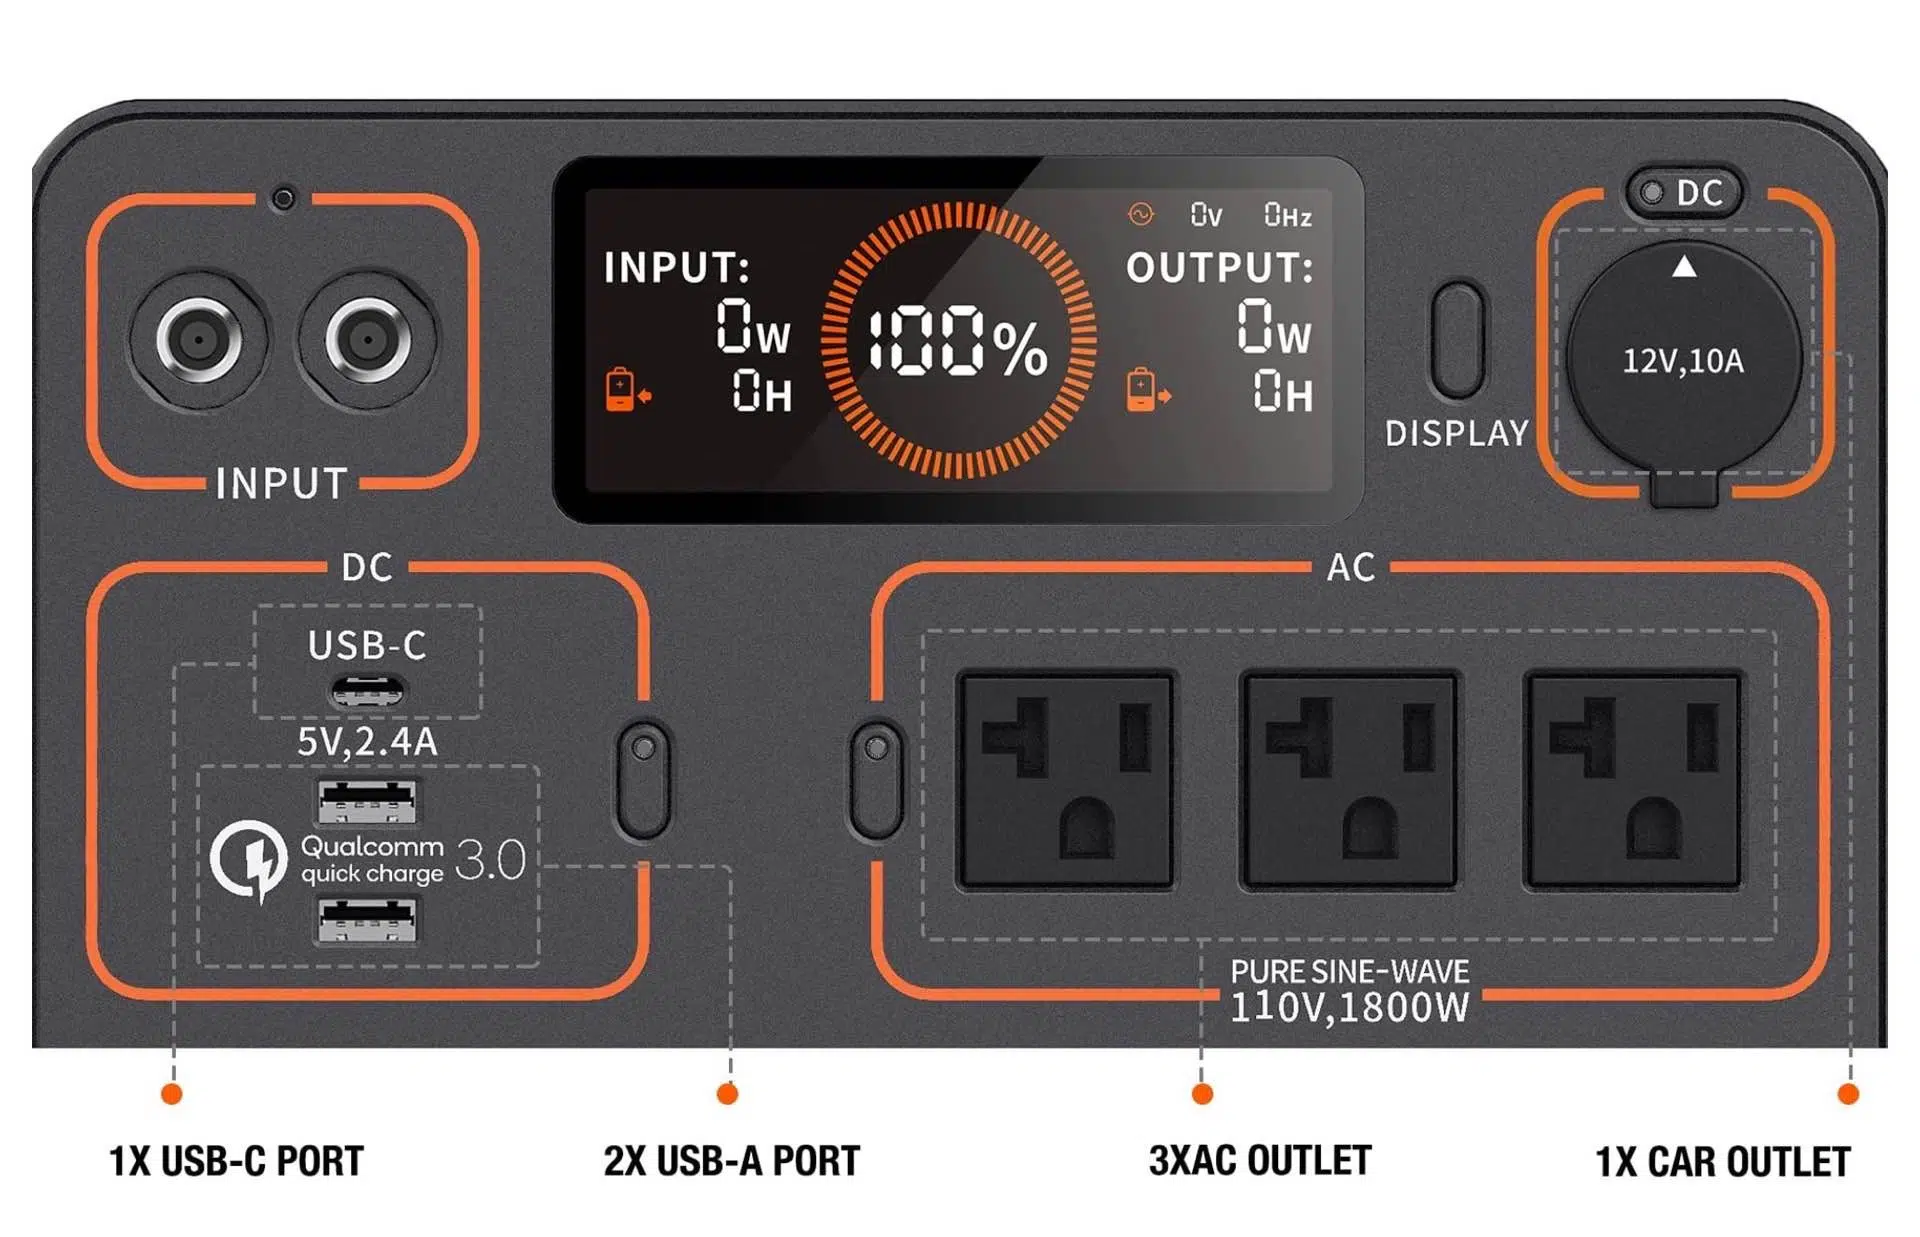 INPUT
INPUT:
0W
0H
100%
0V 0Hz
OUTPUT:
0W
0H
DISPLAY
DC
12V,10A
DC
USB-C
5V,2.4A
Qualcomm
quick charge 3.0
AC
PURE SINE-WAVE
110V,1800W
1X USB-C PORT
2X USB-A PORT
3XAC OUTLET
1X CAR OUTLET